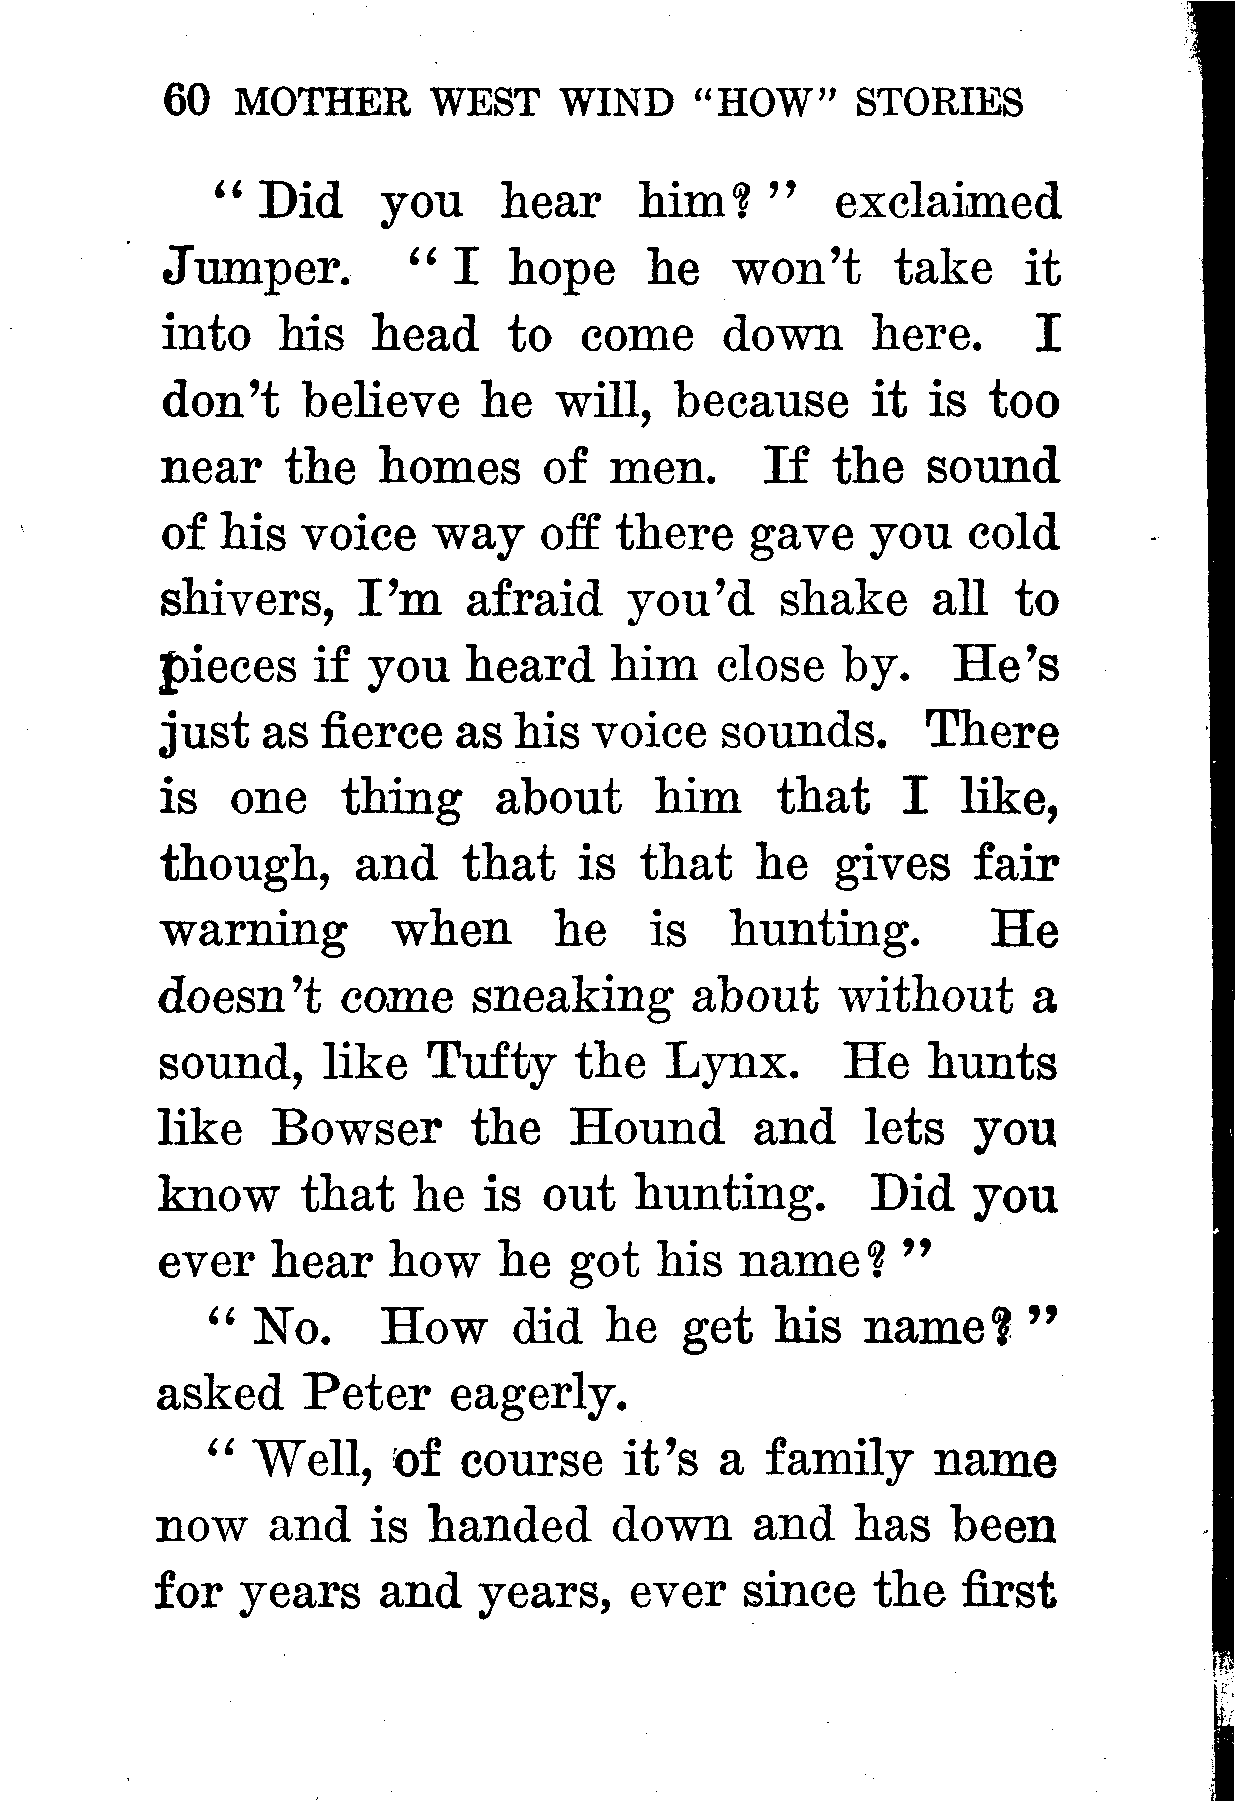 60 MOTHER WEST WIND "HOW" STORIES
"Did you hear him?" exclaimed
Jumper. "I hope he won't take it
into his head to come down here. I
don't believe he will, because it is too
near the homes of men. If the sound
of his voice way off there gave you cold
shivers, I'm afraid you'd shake all to
pieces if you heard him close by. He's
just as fierce as his voice sounds. There
is one thing about him that I like,
though, and that is that he gives fair
warning when he is hunting. He
doesn't come sneaking about without a
sound, like Tufty the Lynx. He hunts
like Bowser the Hound and lets you
know that he is out hunting. Did you
ever hear how he got his name?"
"No. How did he get his name?"
asked Peter eagerly.
"Well, of course it's a family name
now and is handed down and has been
for years and years, ever since the first